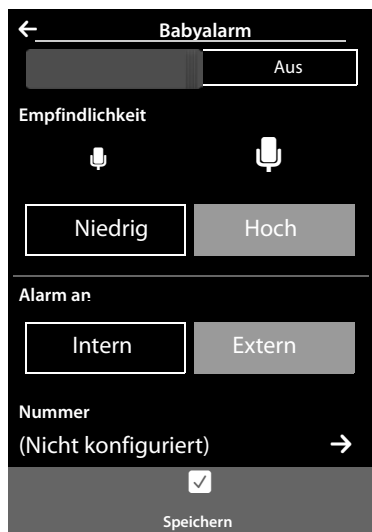 Babyalarm
Aus
Empfindlichkeit
Niedrig Hoch
Alarm an
Intern Extern
Nummer
(Nicht konfiguriert)
Speichern